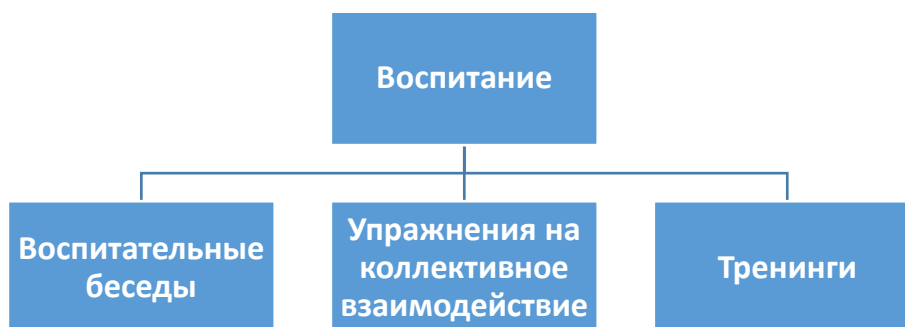 Воспитание
Воспитательные
беседы
Упражнения на
коллективное
взаимодействие
Тренинги